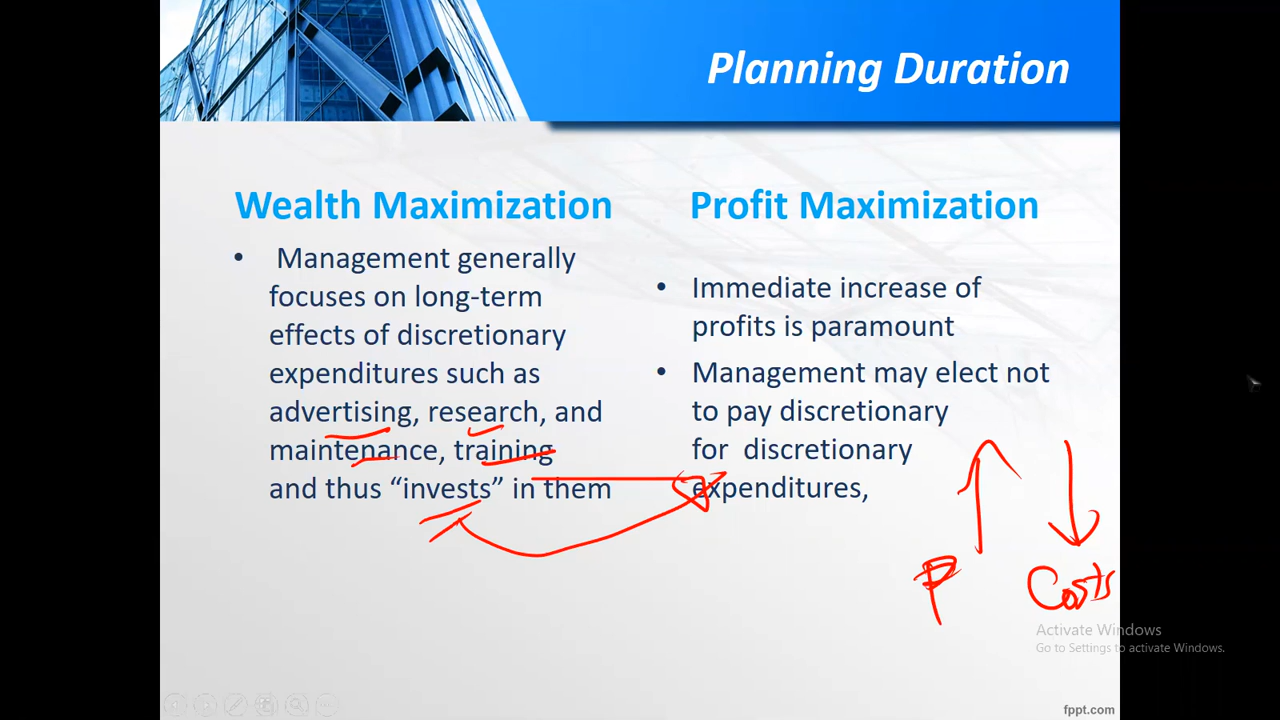 Planning Duration
Wealth Maximization
• Management generally
focuses on long-term
effects of discretionary
expenditures such as
advertising, research, and
maintenance, training
and thus “invests” in them
Profit Maximization
• Immediate increase of
profits is paramount
• Management may elect not
to pay discretionary
for discretionary
expenditures,
P
Costs
Activate Windows
Go to Settings to activate Windows.
fppt.com